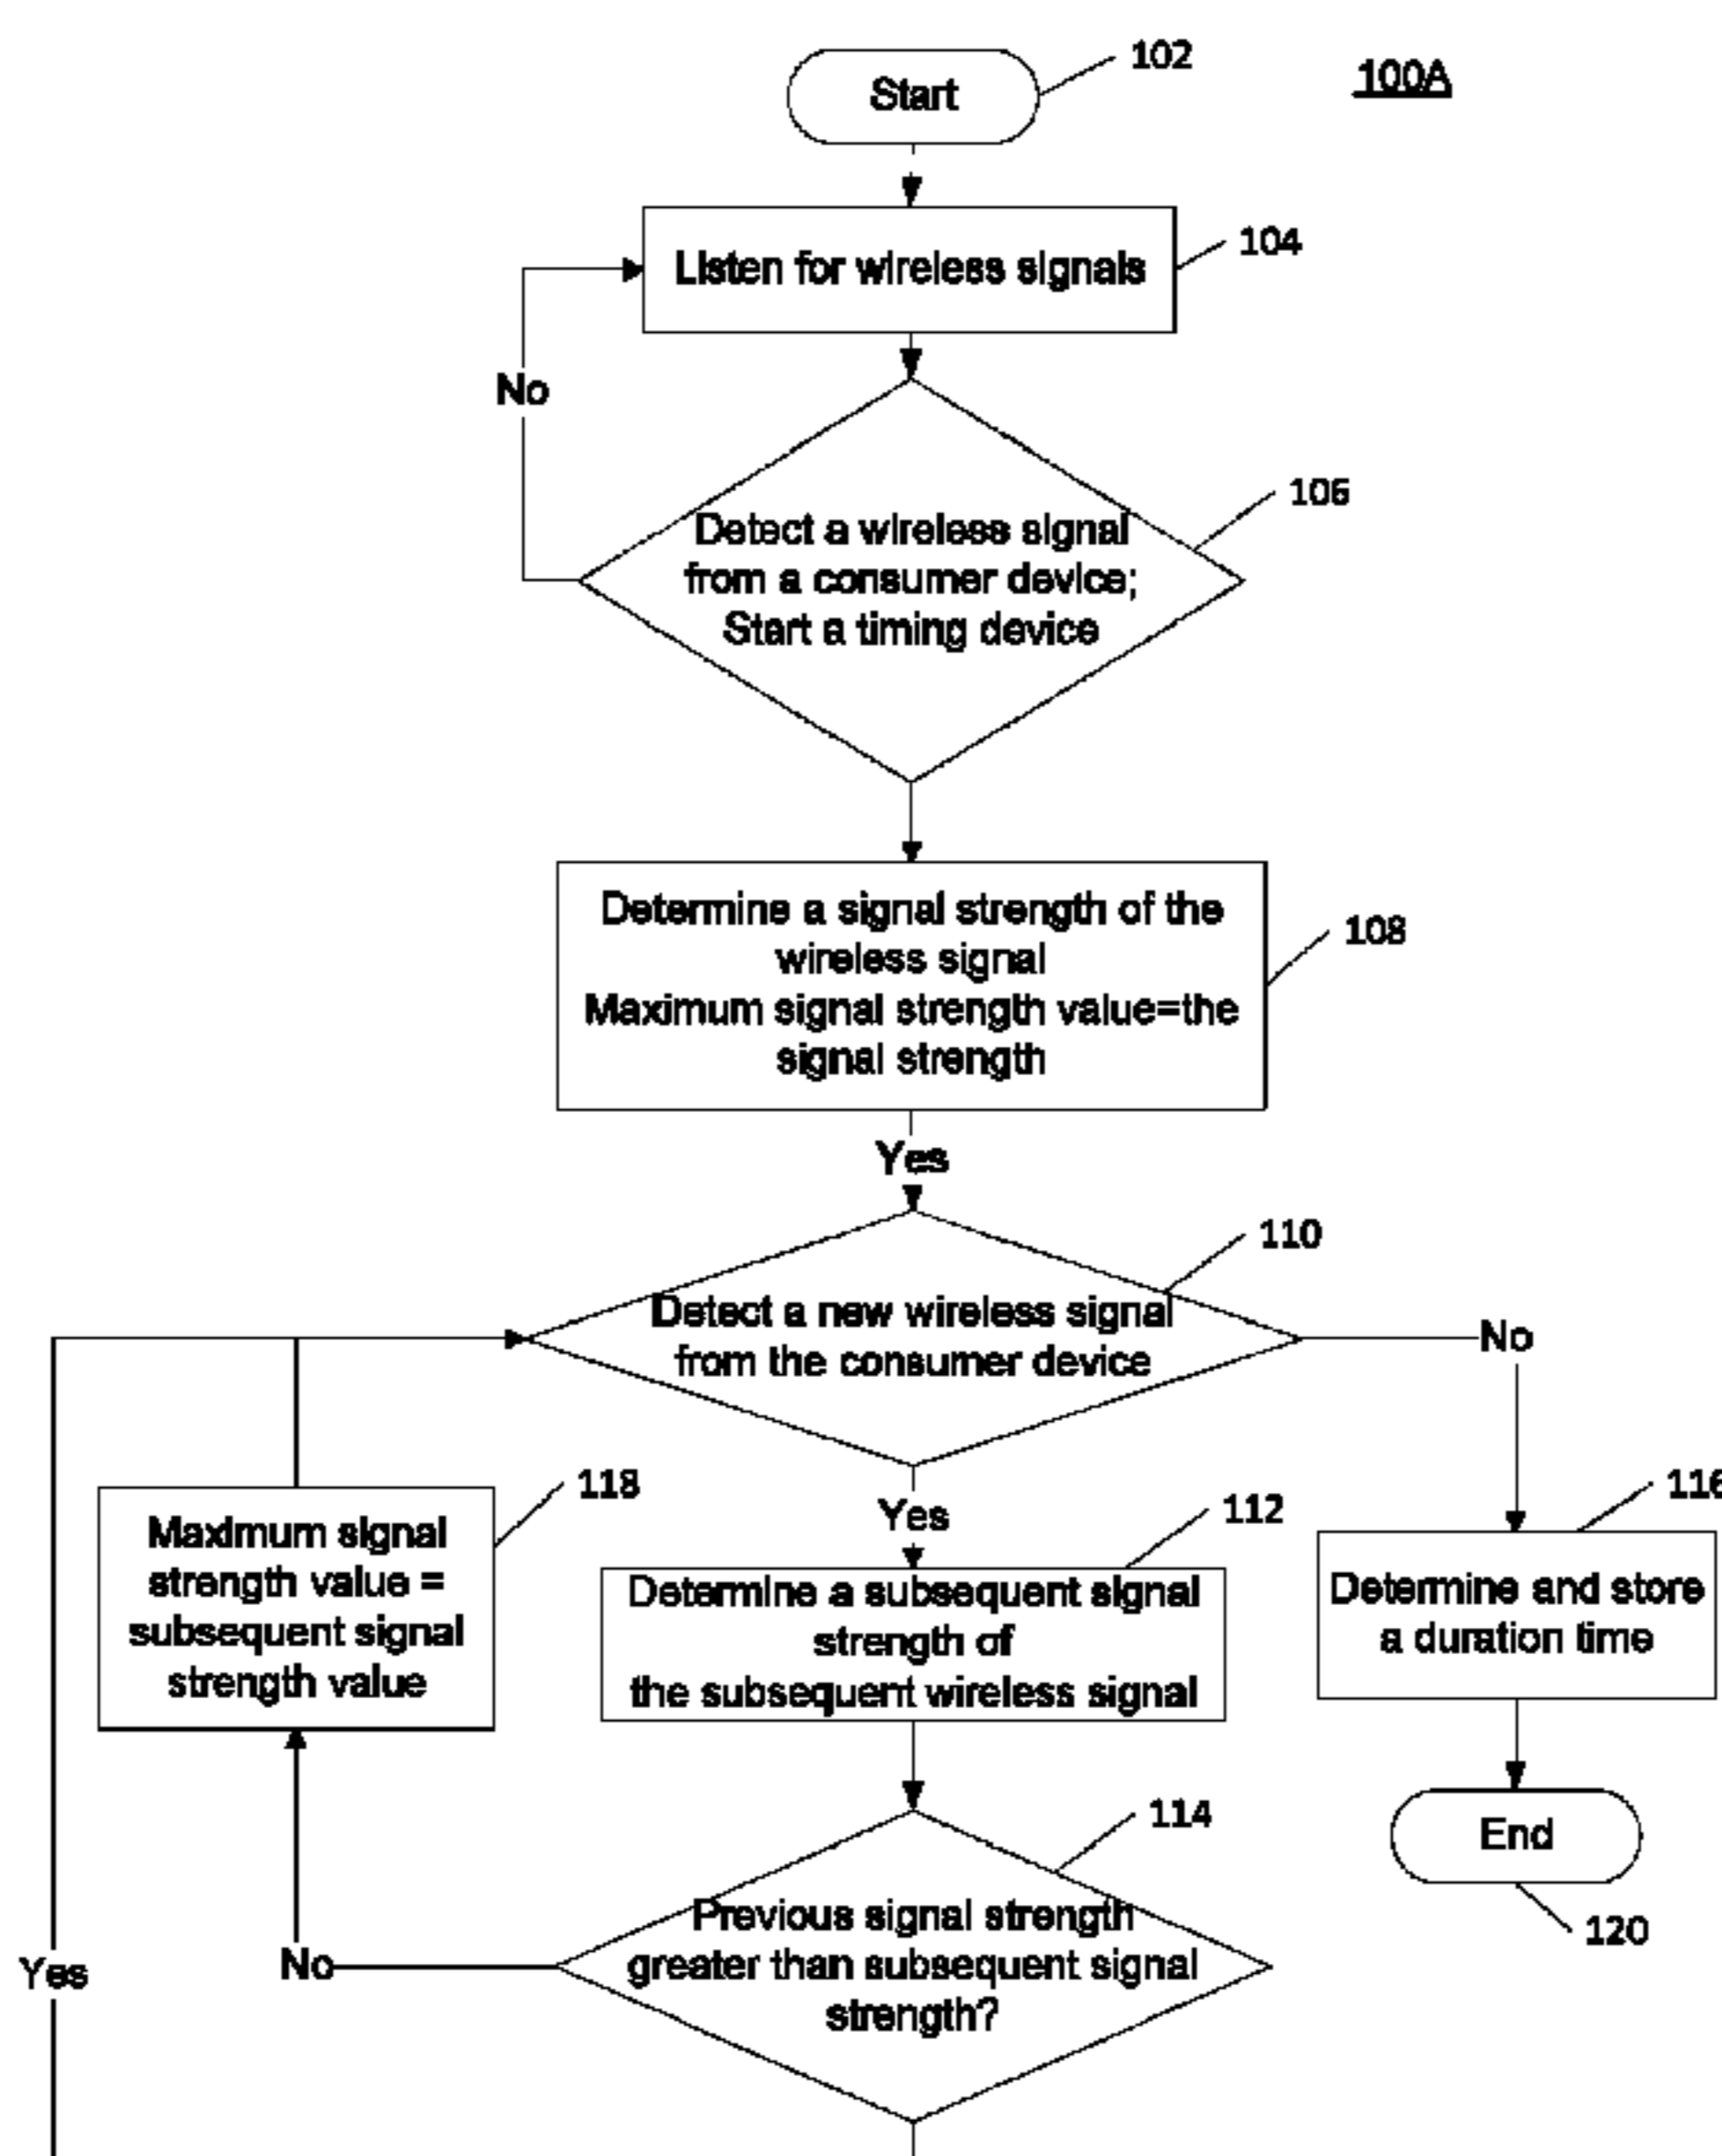 Start
102
100A
Listen for wireless signals
104
No
Detect a wireless signal
from a consumer device;
Start a timing device
106
Determine a signal strength of the
wireless signal
Maximum signal strength value=the
signal strength
108
Yes
Detect a new wireless signal
from the consumer device
110
No
Maximum signal
strength value =
subsequent signal
strength value
118
Yes
Determine a subsequent signal
strength of
the subsequent wireless signal
112
Determine and store
a duration time
116
Previous signal strength
greater than subsequent signal
strength?
114
End
120
No
Yes